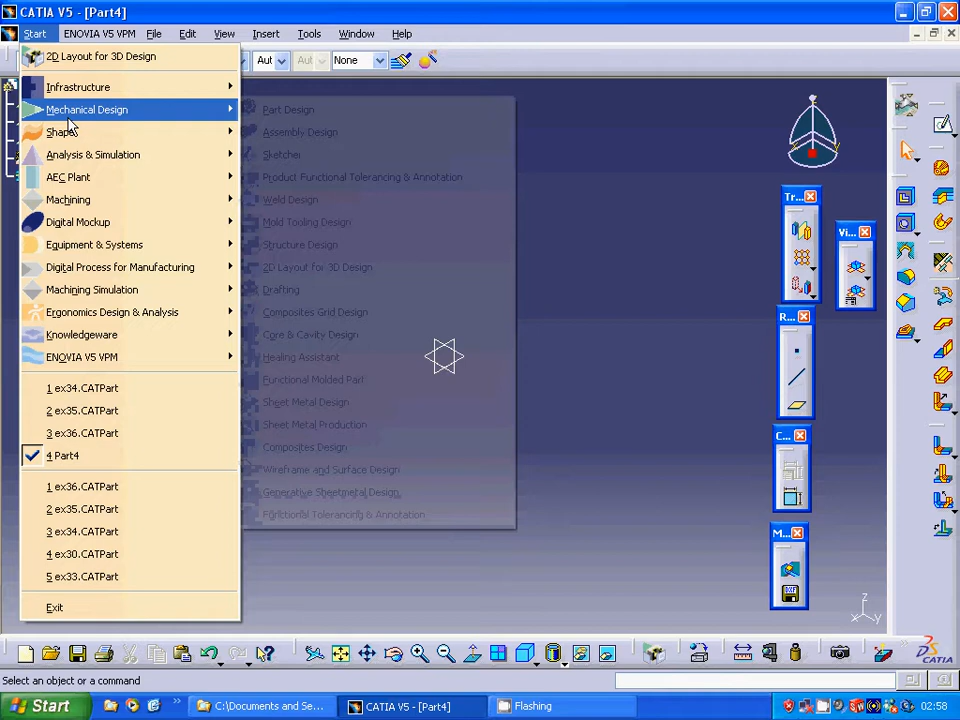 CATIA V5 - [Part4]
Start ENOVIA V5 VPM File Edit View Insert Tools Window Help
Aut Aut None
2D Layout for 3D Design
Infrastructure
Mechanical Design
Shape
Analysis & Simulation
AEC Plant
Machining
Digital Mockup
Equipment & Systems
Digital Process for Manufacturing
Machining Simulation
Ergonomics Design & Analysis
Knowledgeware
ENOVIA V5 VPM
1 ex34.CATPart
2 ex35.CATPart
3 ex36.CATPart
4 Part4
1 ex36.CATPart
2 ex35.CATPart
3 ex34.CATPart
4 ex30.CATPart
5 ex33.CATPart
Exit
Part Design
Assembly Design
Sketcher
Product Functional Tolerancing & Annotation
Weld Design
Mold Tooling Design
Structure Design
2D Layout for 3D Design
Drafting
Composites Grid Design
Core & Cavity Design
Healing Assistant
Functional Molded Part
Sheet Metal Design
Sheet Metal Production
Composites Design
Wireframe and Surface Design
Generative Sheetmetal Design
Functional Tolerancing & Annotation
Tr...
Vi...
R...
C...
M...
z
x y
CATIA
Select an object or a command
Start C:\Documents and Se... CATIA V5 - [Part4] Flashing 02:58